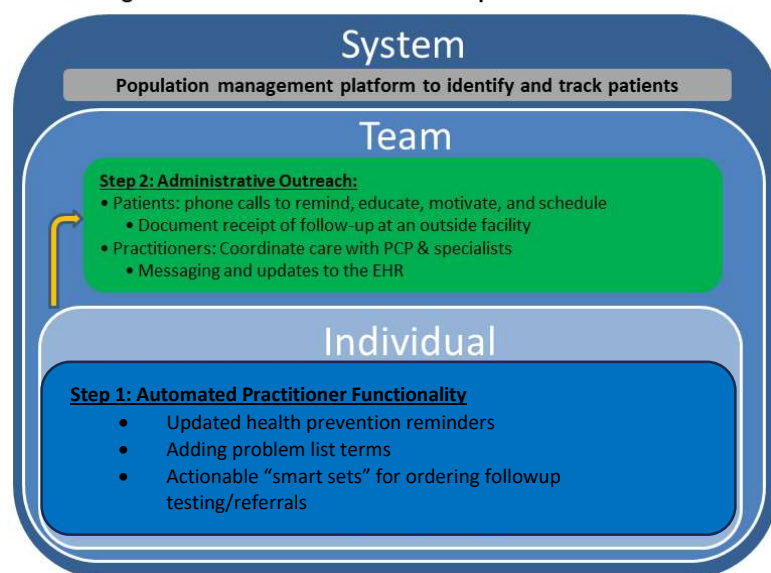 System
Population management platform to identify and track patients
Team
Step 2: Administrative Outreach:
• Patients: phone calls to remind, educate, motivate, and schedule
• Document receipt of follow-up at an outside facility
• Practitioners: Coordinate care with PCP & specialists
• Messaging and updates to the EHR
Individual
Step 1: Automated Practitioner Functionality
• Updated health prevention reminders
• Adding problem list terms
• Actionable “smart sets” for ordering followup
testing/referrals